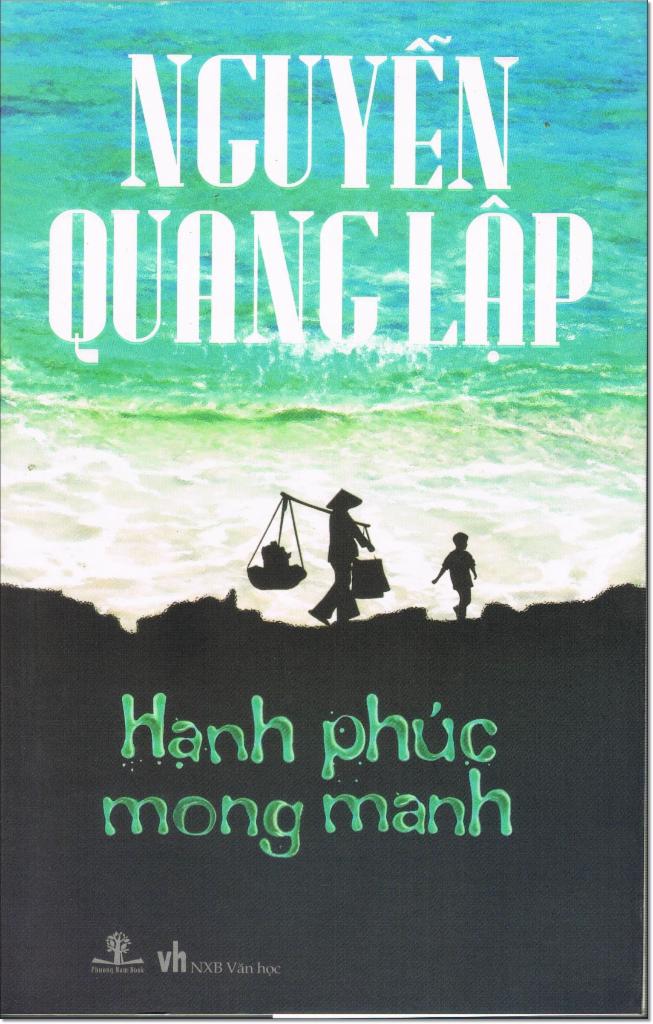 NGUYỄN
QUANG LẬP
Hạnh phúc
mong manh
Phuong Nam Book
vh NXB Văn học